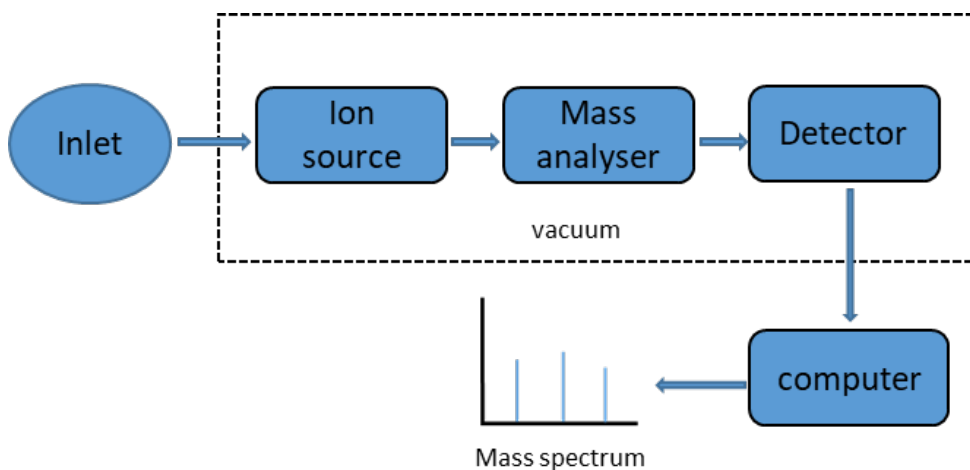 Inlet
Ion
source
Mass
analyser
Detector
vacuum
computer
Mass spectrum